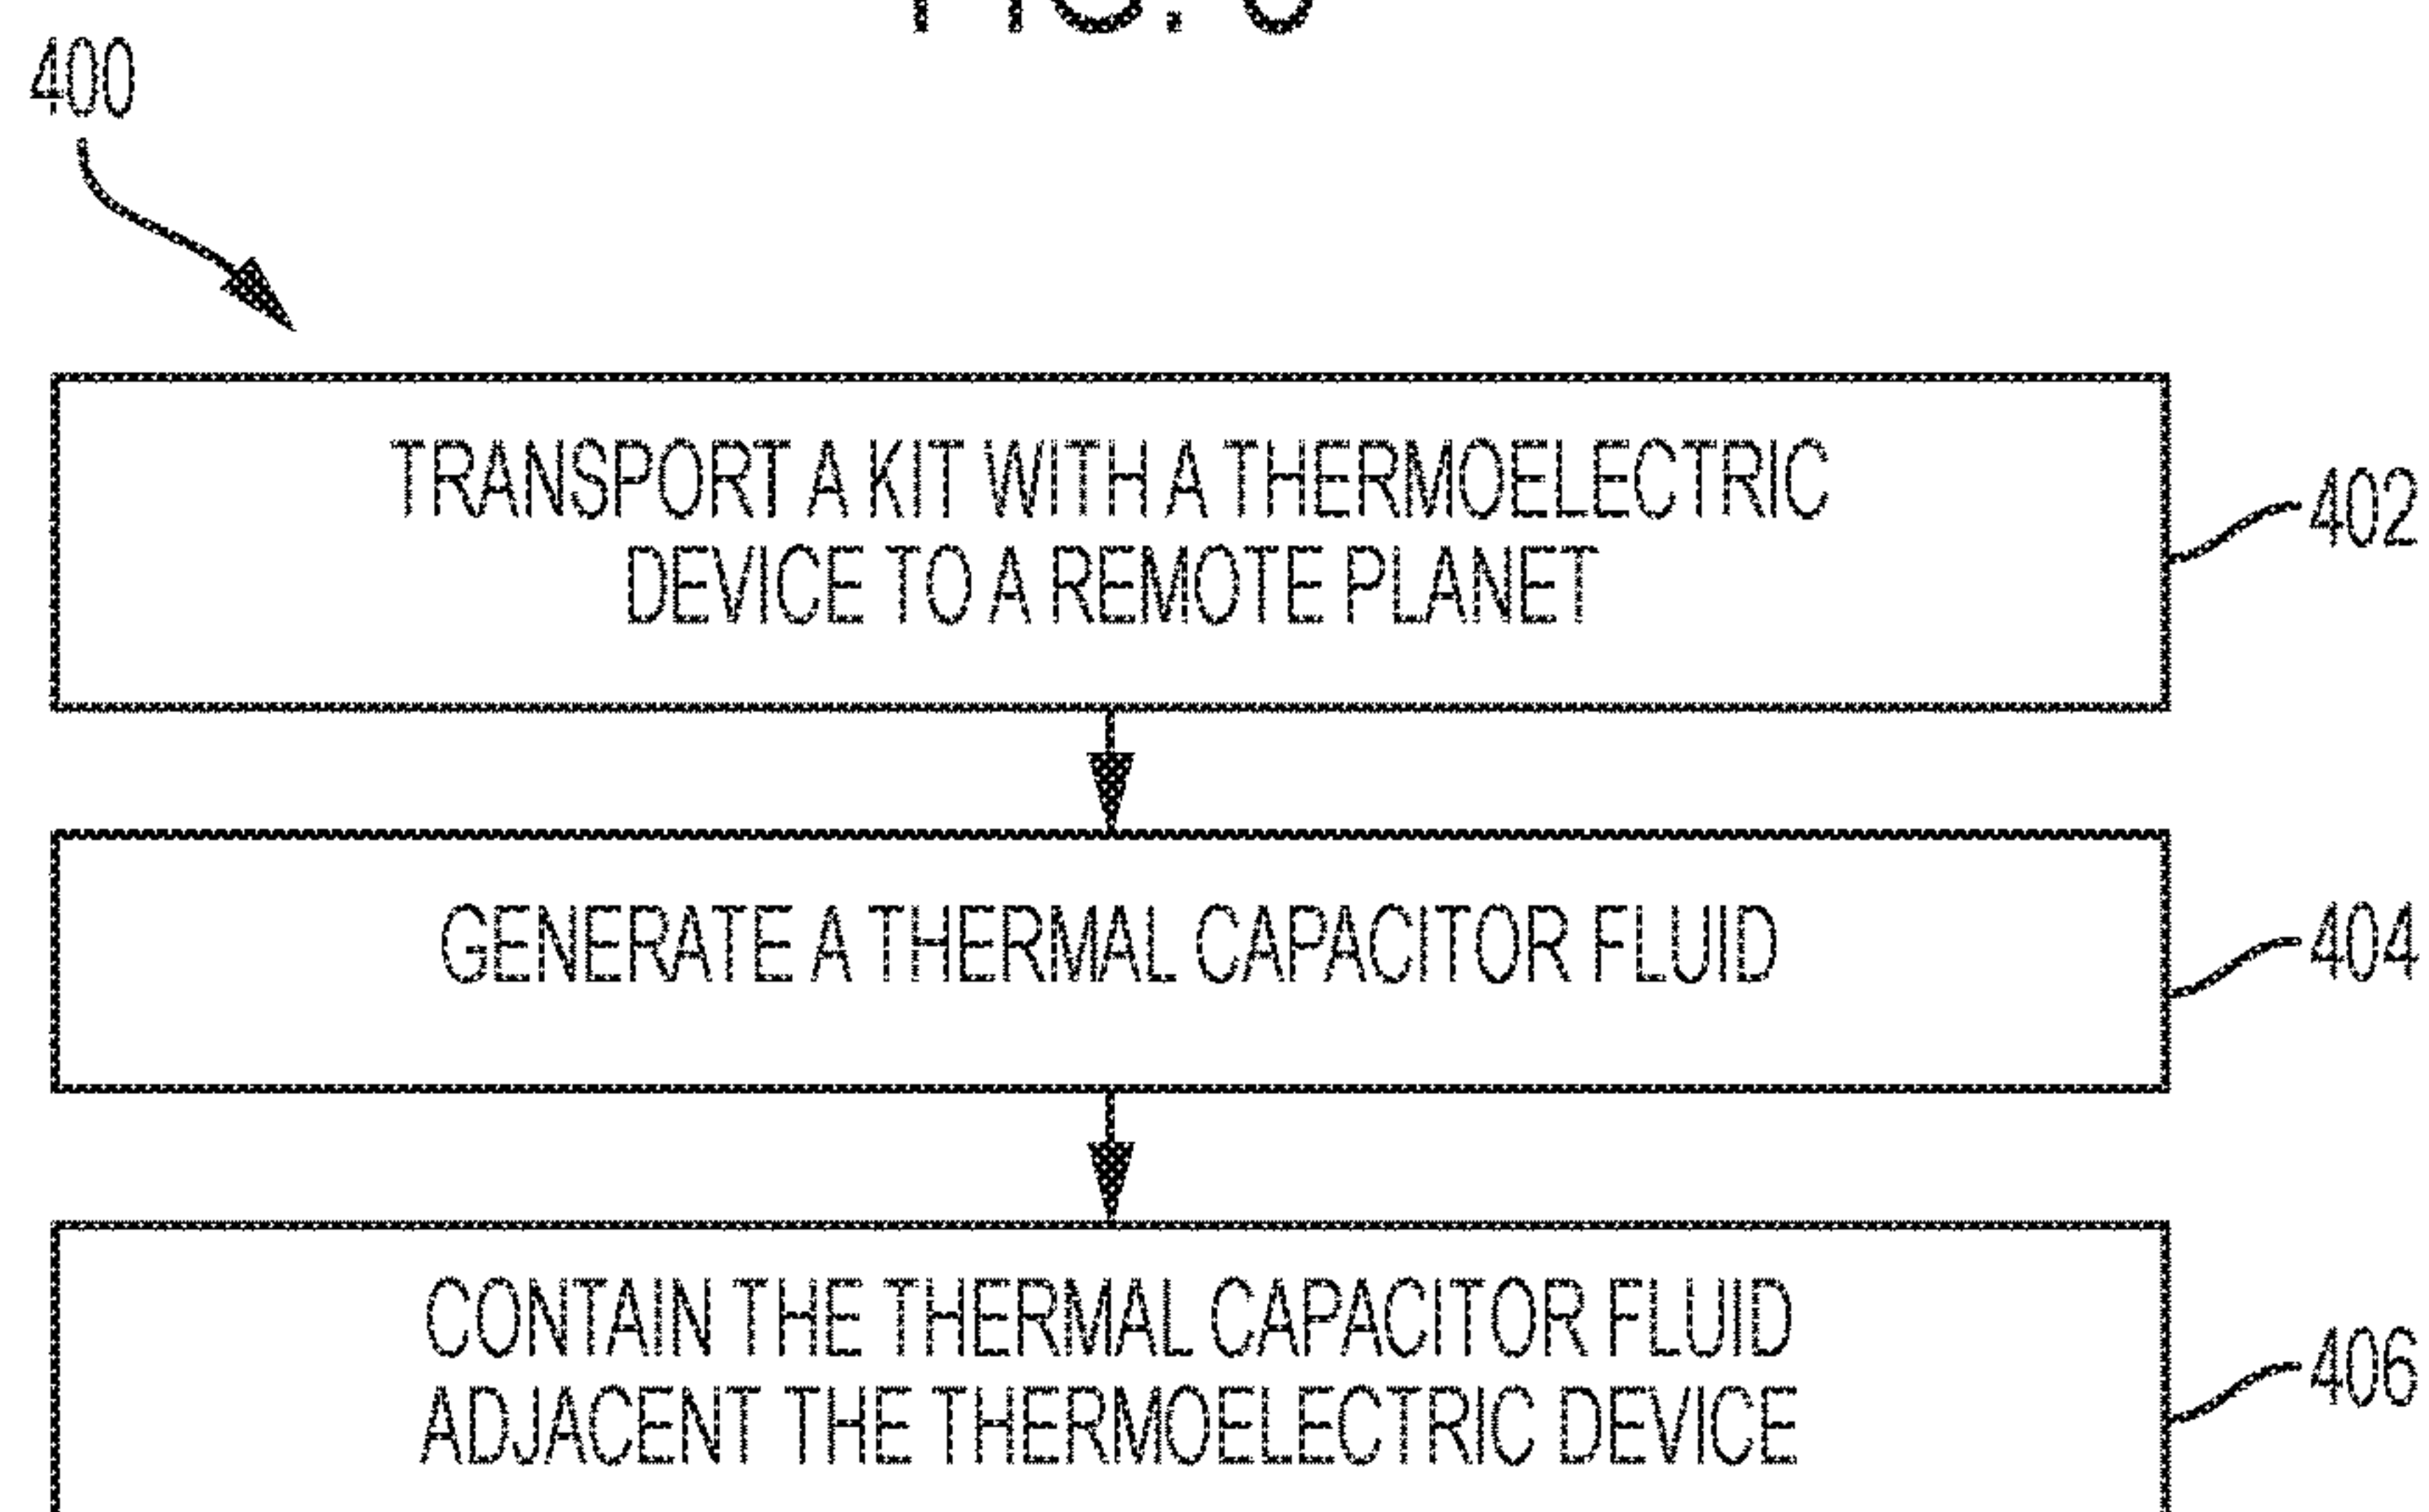 FIG.
400
TRANSPORT A KIT WITH A THERMOELECTRIC
DEVICE TO A REMOTE PLANET
402
GENERATE A THERMAL CAPACITOR FLUID
404
CONTAIN THE THERMAL CAPACITOR FLUID
ADJACENT THE THERMOELECTRIC DEVICE
406